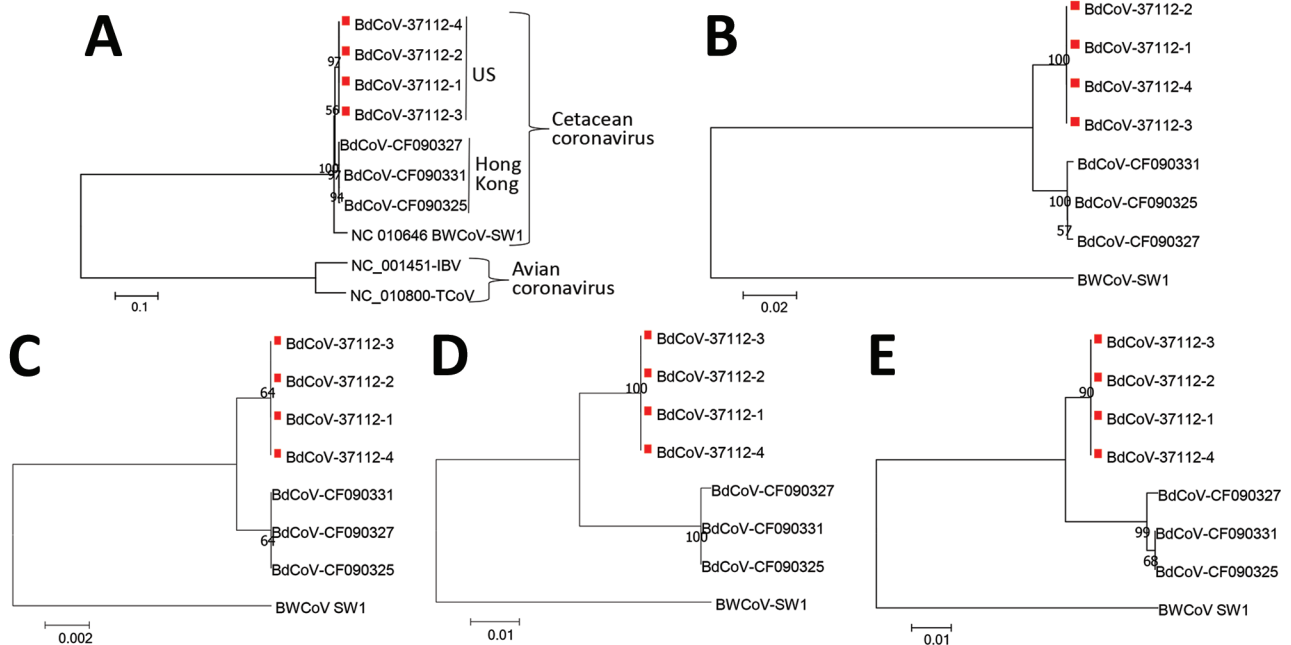 A
BdCoV-37112-4
BdCoV-37112-2
BdCoV-37112-1
BdCoV-37112-3
US
97
56
BdCoV-CF090327
BdCoV-CF090331
BdCoV-CF090325
Hong
Kong
100
97
94
NC 010646 BWCoV-SW1
Cetacean
coronavirus
NC_001451-IBV
NC_010800-TCoV
Avian
coronavirus
0.1
B
BdCoV-37112-2
BdCoV-37112-1
BdCoV-37112-4
BdCoV-37112-3
100
BdCoV-CF090331
BdCoV-CF090325
BdCoV-CF090327
100
57
BWCoV-SW1
0.02
C
BdCoV-37112-3
BdCoV-37112-2
BdCoV-37112-1
BdCoV-37112-4
64
BdCoV-CF090331
BdCoV-CF090327
BdCoV-CF090325
64
BWCoV SW1
0.002
D
BdCoV-37112-3
BdCoV-37112-2
BdCoV-37112-1
BdCoV-37112-4
100
BdCoV-CF090327
BdCoV-CF090331
BdCoV-CF090325
100
BWCoV-SW1
0.01
E
BdCoV-37112-3
BdCoV-37112-2
BdCoV-37112-1
BdCoV-37112-4
90
BdCoV-CF090327
BdCoV-CF090331
BdCoV-CF090325
99
68
BWCoV SW1
0.01